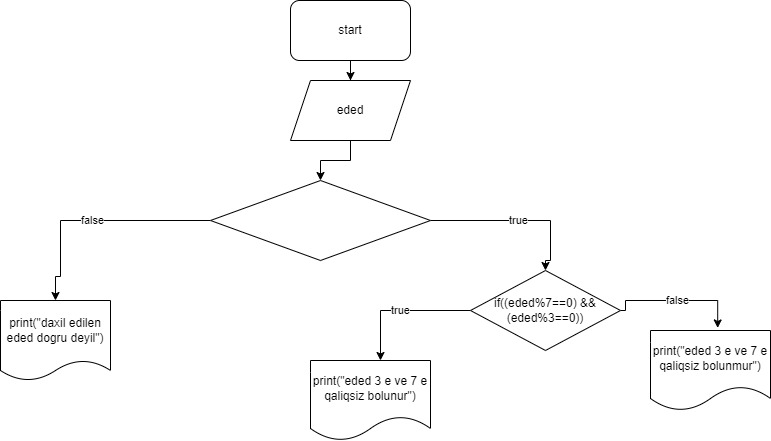 start
eded
false
true
if((eded%7==0) &&
(eded%3==0))
true
false
print("daxil edilen
eded dogru deyil")
print("eded 3 e ve 7 e
qaliqsiz bolunur")
print("eded 3 e ve 7 e
qaliqsiz bolunmur")